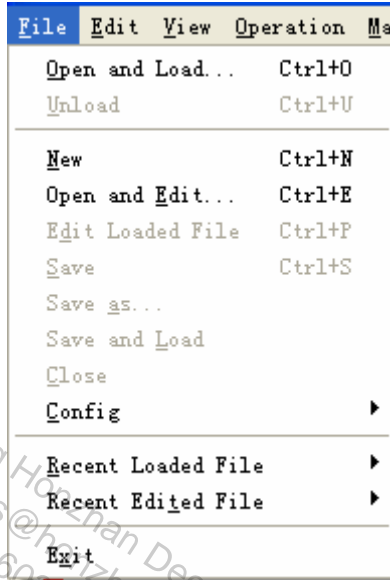 File Edit View Operation Ma
Open and Load... Ctrl+O
Unload Ctrl+U
New Ctrl+N
Open and Edit... Ctrl+E
Edit Loaded File Ctrl+P
Save Ctrl+S
Save as...
Save and Load
Close
Config
Recent Loaded File
Recent Edited File
Exit